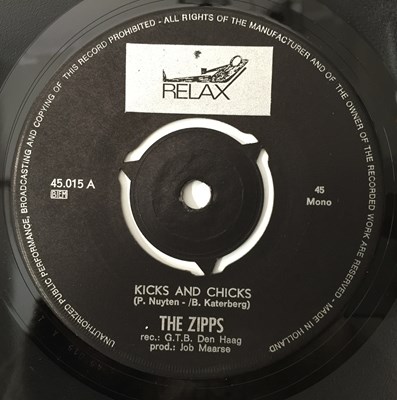 UNAUTHORIZED PUBLIC PERFORMANCE, BROADCASTING AND COPYING OF THIS RECORD PROHIBITED - ALL RIGHTS OF THE MANUFACTURER AND OF THE OWNER OF THE RECORDED WORK ARE RESERVED - MADE IN HOLLAND
RELAX
45.015 A
45
BIEM
Mono
KICKS AND CHICKS
(P. Nuyten - /B. Katerberg)
THE ZIPPS
rec.: G.T.B. Den Haag
prod.: Job Maarse